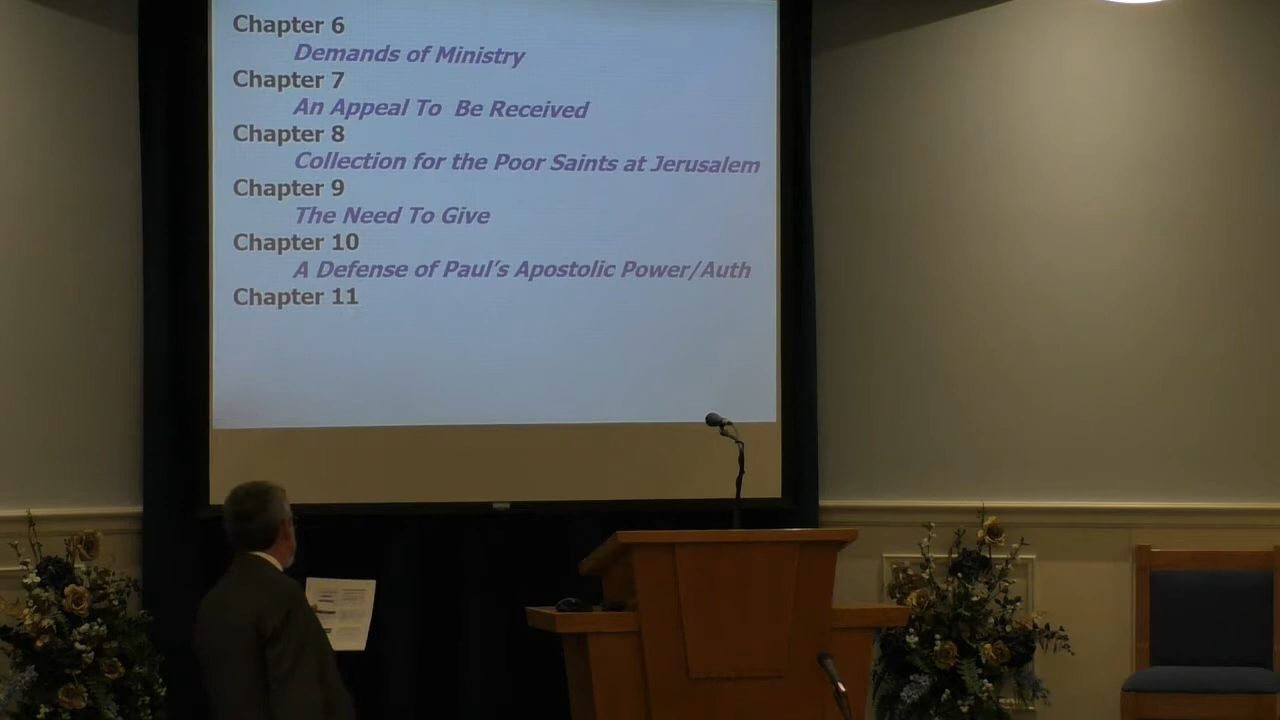 Chapter 6
Demands of Ministry
Chapter 7
An Appeal To  Be Received
Chapter 8
Collection for the Poor Saints at Jerusalem
Chapter 9
The Need To Give
Chapter 10
A Defense of Paul's Apostolic Power/Auth
Chapter 11